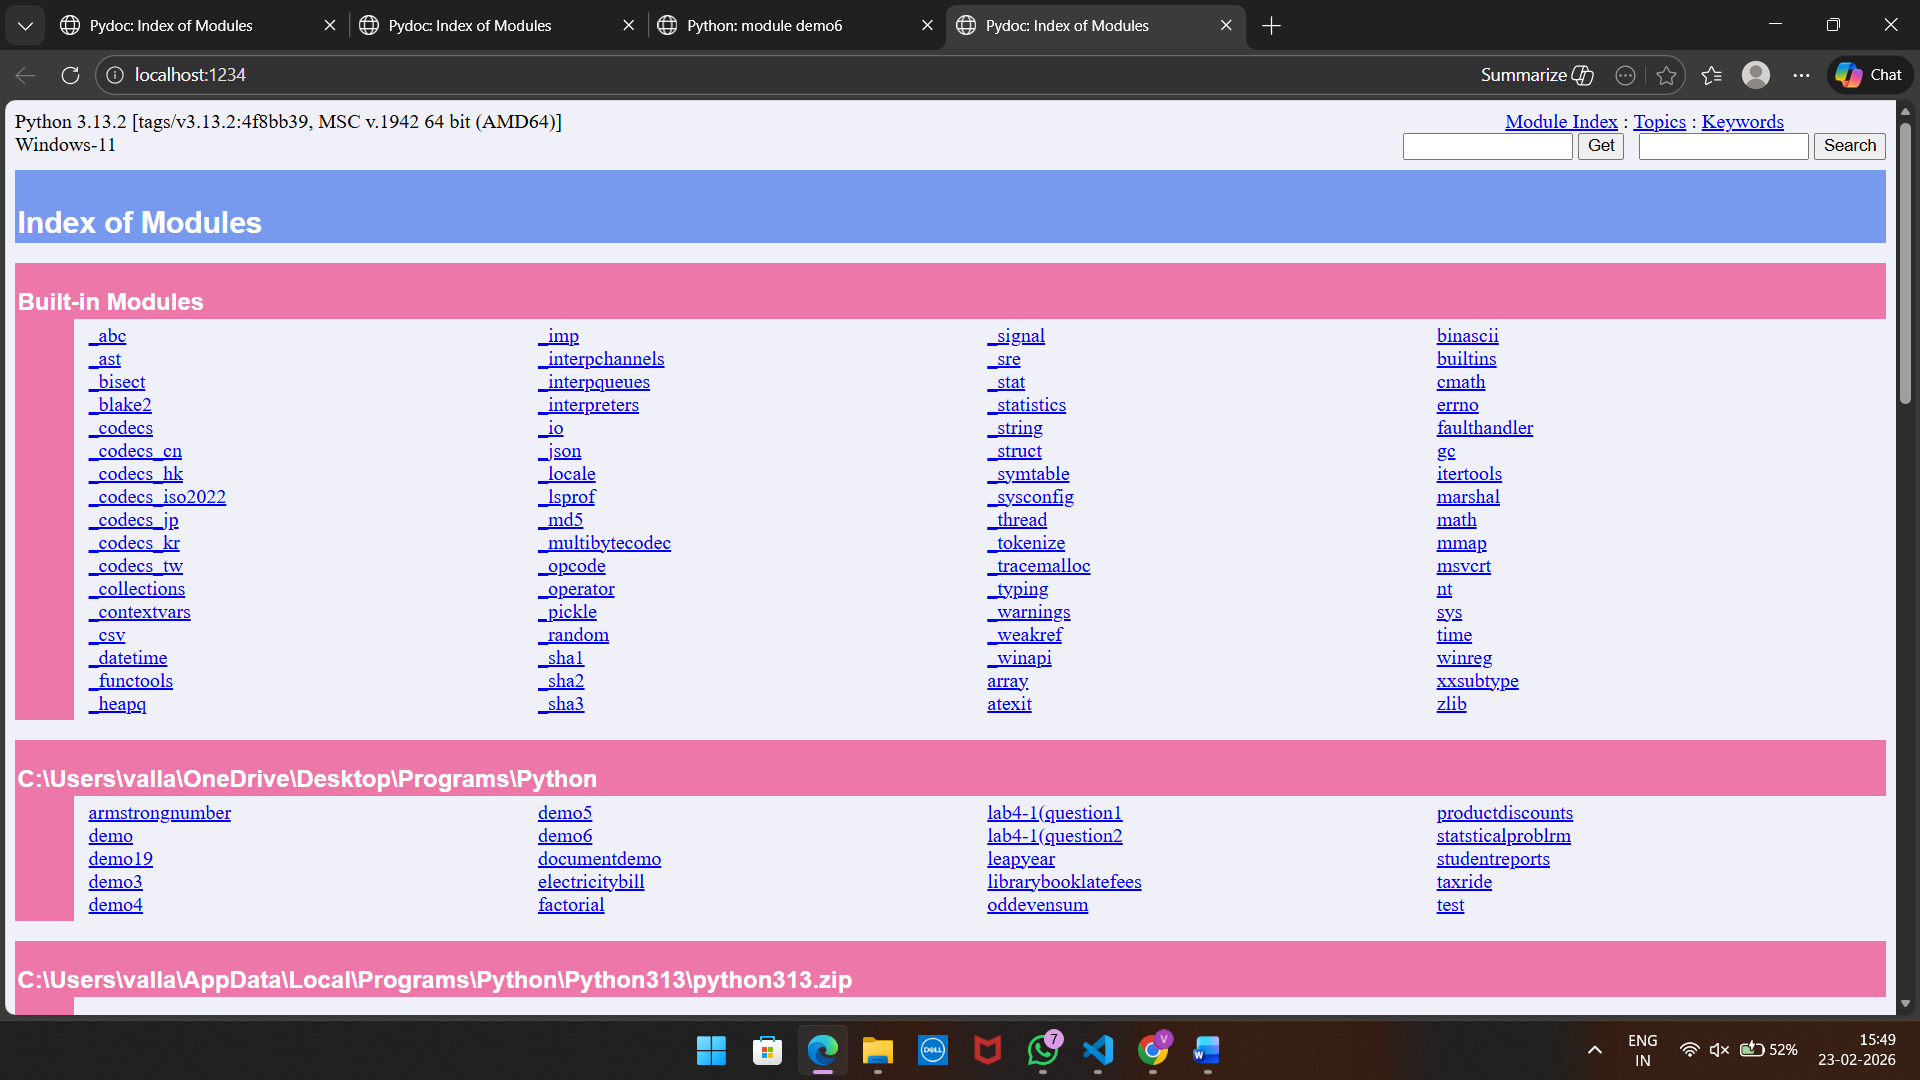 Pydoc: Index of Modules
Pydoc: Index of Modules
Python: module demo6
Pydoc: Index of Modules
localhost:1234
Summarize
Chat
Python 3.13.2 [tags/v3.13.2:4f8bb39, MSC v.1942 64 bit (AMD64)]
Windows-11
Module Index : Topics : Keywords
Get
Search
Index of Modules
Built-in Modules
_abc
_ast
_bisect
_blake2
_codecs
_codecs_cn
_codecs_hk
_codecs_iso2022
_codecs_jp
_codecs_kr
_codecs_tw
_collections
_contextvars
_csv
_datetime
_functools
_heapq
_imp
_interpchannels
_interpqueues
_interpreters
_io
_json
_locale
_lsprof
_md5
_multibytecodec
_opcode
_operator
_pickle
_random
_sha1
_sha2
_sha3
_signal
_sre
_stat
_statistics
_string
_struct
_symtable
_sysconfig
_thread
_tokenize
_tracemalloc
_typing
_warnings
_weakref
_winapi
array
atexit
binascii
builtins
cmath
errno
faulthandler
gc
itertools
marshal
math
mmap
msvcrt
nt
sys
time
winreg
xxsubtype
zlib
C:\Users\valla\OneDrive\Desktop\Programs\Python
armstrongnumber
demo
demo19
demo3
demo4
demo5
demo6
documentdemo
electricitybill
factorial
lab4-1(question1
lab4-1(question2
leapyear
librarybooklatefees
oddevensum
productdiscounts
statsticalproblrm
studentreports
taxride
test
C:\Users\valla\AppData\Local\Programs\Python\Python313\python313.zip
DELL
7
V
W
ENG
IN
52%
15:49
23-02-2026